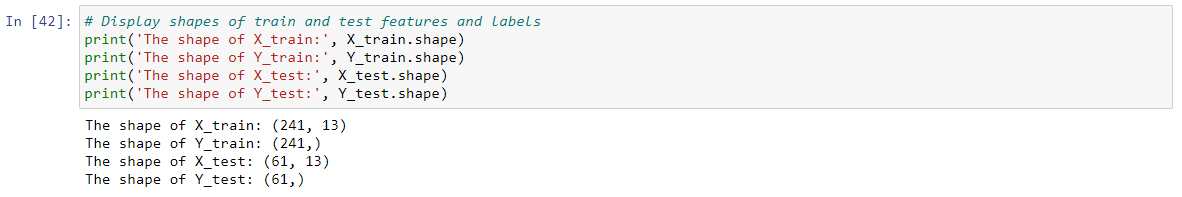 In [42]: # Display shapes of train and test features and labels
print('The shape of X_train:', X_train.shape)
print('The shape of Y_train:', Y_train.shape)
print('The shape of X_test:', X_test.shape)
print('The shape of Y_test:', Y_test.shape)
The shape of X_train: (241, 13)
The shape of Y_train: (241,)
The shape of X_test: (61, 13)
The shape of Y_test: (61,)